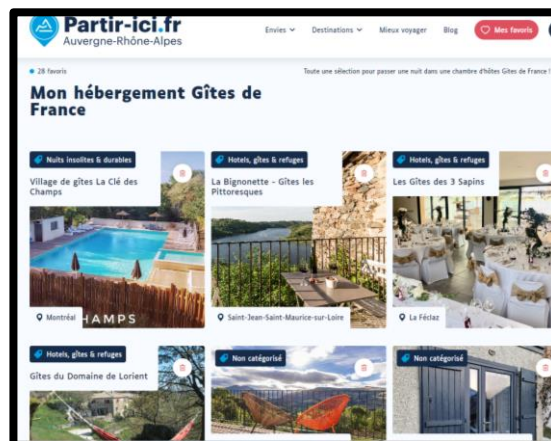 Partir-ici.fr
Auvergne-Rhône-Alpes
Envies
Destinations
Mieux voyager
Blog
Mes favoris
28 favoris
Toute une sélection pour passer une nuit dans une chambre d'hôtes Gîtes de France !
Mon hébergement Gîtes de
France
Nuits insolites & durables
Village de gîtes La Clé des
Champs
HAMPS
Montréal
Hotels, gîtes & refuges
La Bignonette - Gîtes les
Pittoresques
Saint-Jean-Saint-Maurice-sur-Loire
Hotels, gîtes & refuges
Les Gîtes des 3 Sapins
La Féclaz
Hotels, gîtes & refuges
Gîtes du Domaine de Lorient
Non catégorisé
Non catégorisé